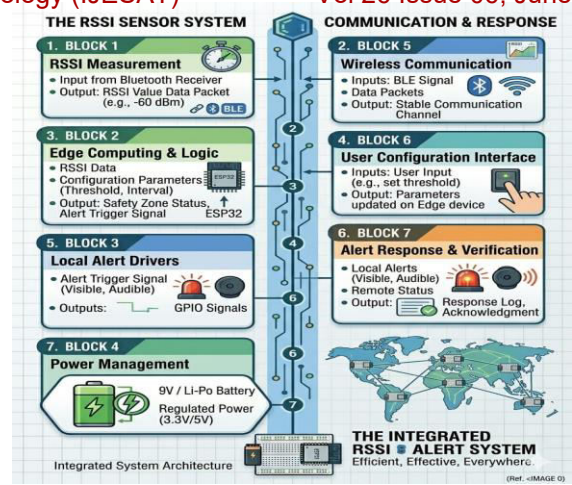 THE RSSI SENSOR SYSTEM
COMMUNICATION & RESPONSE
1. BLOCK 1
RSSI Measurement
• Input from Bluetooth Receiver
• Output: RSSI Value Data Packet
(e.g., -60 dBm)
BLE
2. BLOCK 5
Wireless Communication
• Inputs: BLE Signal
• Data Packets
• Output: Stable Communication
Channel
3. BLOCK 2
Edge Computing & Logic
• RSSI Data
• Configuration Parameters
(Threshold, Interval)
• Output: Safety Zone Status,
Alert Trigger Signal
ESP32
ESP32
4. BLOCK 6
User Configuration Interface
• Inputs: User Input
(e.g., set threshold)
• Output: Parameters
updated on Edge device
5. BLOCK 3
Local Alert Drivers
• Alert Trigger Signal
(Visible, Audible)
• Outputs:
GPIO Signals
6. BLOCK 7
Alert Response & Verification
• Local Alerts
(Visible, Audible)
• Remote Status
• Output:
Response Log,
Acknowledgment
7. BLOCK 4
Power Management
9V / Li-Po Battery
Regulated Power
(3.3V/5V)
2
3
4
6
6
7
Integrated System Architecture
THE INTEGRATED
RSSI ALERT SYSTEM
Efficient, Effective, Everywhere.
(Ref. <IMAGE 0)